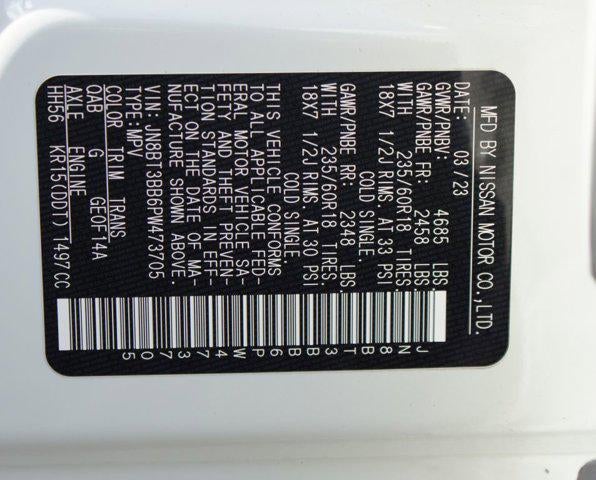 MFD BY NISSAN MOTOR CO.,LTD.
DATE: 03/23
GVWR/PNBV: 4685 LBS.
GAWR/PNBE FR: 2458 LBS.
WITH 235/60R18 TIRES:
18X7 1/2J RIMS. AT 33 PSI
COLD SINGLE.
GAWR/PNBE RR: 2348 LBS.
WITH 235/60R18 TIRES:
18X7 1/2J RIMS. AT 30 PSI
COLD SINGLE.
THIS VEHICLE CONFORMS
TO ALL APPLICABLE FED-
ERAL MOTOR VEHICLE SA-
FETY AND THEFT PREVEN-
TION STANDARDS IN EFF-
ECT ON THE DATE OF MA-
NUFACTURE SHOWN ABOVE.
VIN: JN8BT3BB6PW473705
TYPE: MPV
COLOR TRIM TRANS
QAB G GE0F14A
AXLE ENGINE
HH56 KR15(DDT) 1497CC
JN8BT3BB6PW473705